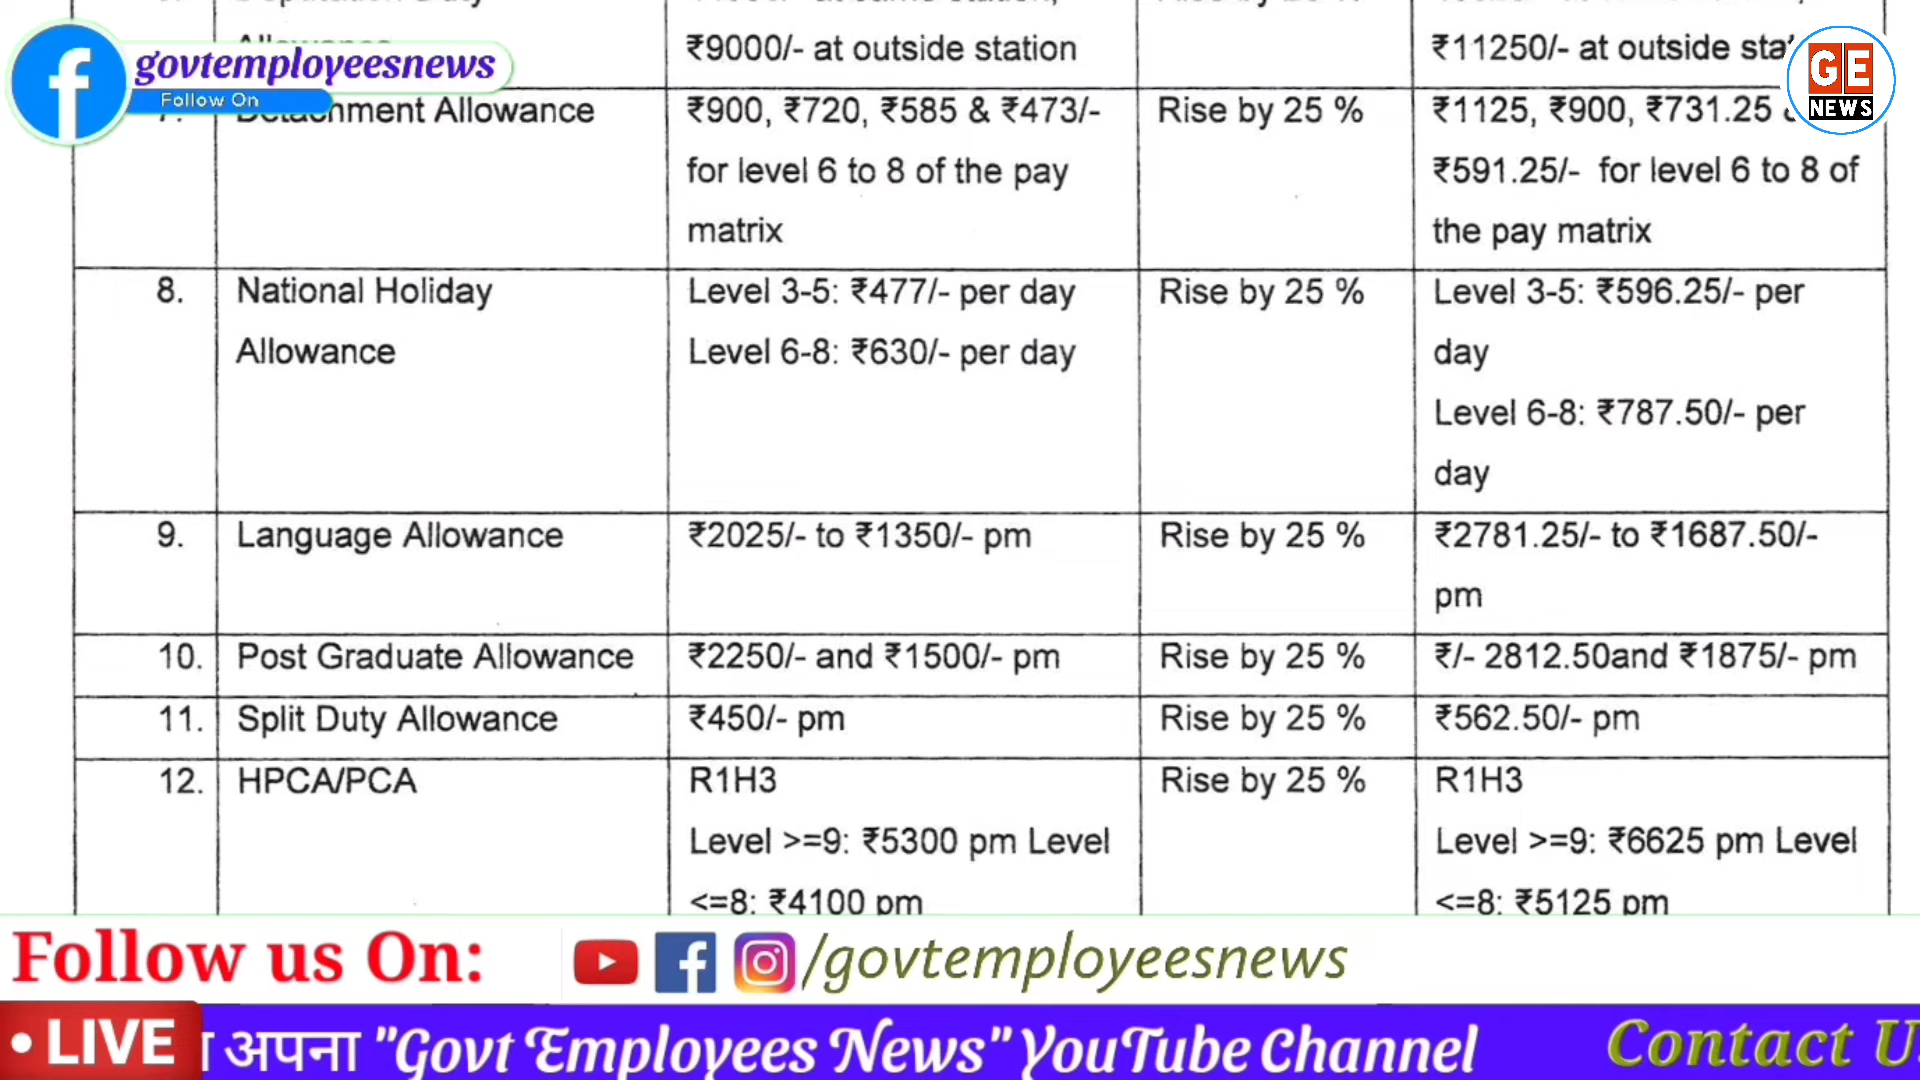 ₹9000/- at outside station
₹11250/- at outside
govtemployeesnews
Follow On
GE
NEWS
Detachment Allowance
₹900, ₹720, ₹585 & ₹473/-
for level 6 to 8 of the pay
matrix
Rise by 25 %
₹1125, ₹900, ₹731.25
₹591.25/- for level 6 to 8 of
the pay matrix
8.
National Holiday
Allowance
Level 3-5: ₹477/- per day
Level 6-8: ₹630/- per day
Rise by 25 %
Level 3-5: ₹596.25/- per
day
Level 6-8: ₹787.50/- per
day
9.
Language Allowance
₹2025/- to ₹1350/- pm
Rise by 25 %
₹2781.25/- to ₹1687.50/-
pm
10.
Post Graduate Allowance
₹2250/- and ₹1500/- pm
Rise by 25 %
₹/- 2812.50and ₹1875/- pm
11.
Split Duty Allowance
₹450/- pm
Rise by 25 %
₹562.50/- pm
12.
HPCA/PCA
R1H3
Level >=9: ₹5300 pm Level
<=8: ₹4100 pm
Rise by 25 %
R1H3
Level >=9: ₹6625 pm Level
<=8: ₹5125 pm
Follow us On:
/govtemployeesnews
• LIVE
अपना "Govt Employees News" YouTube Channel
Contact